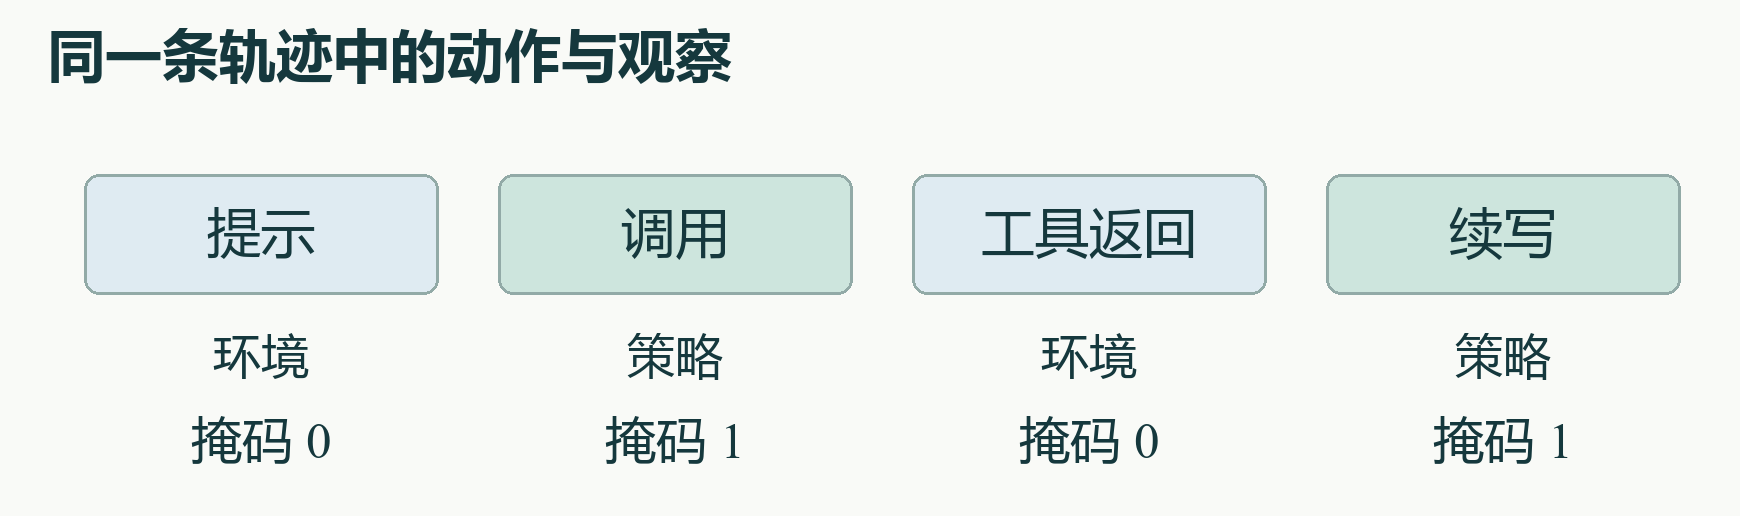 同一条轨迹中的动作与观察
提示 调用 工具返回 续写
环境 策略 环境 策略
掩码 0 掩码 1 掩码 0 掩码 1